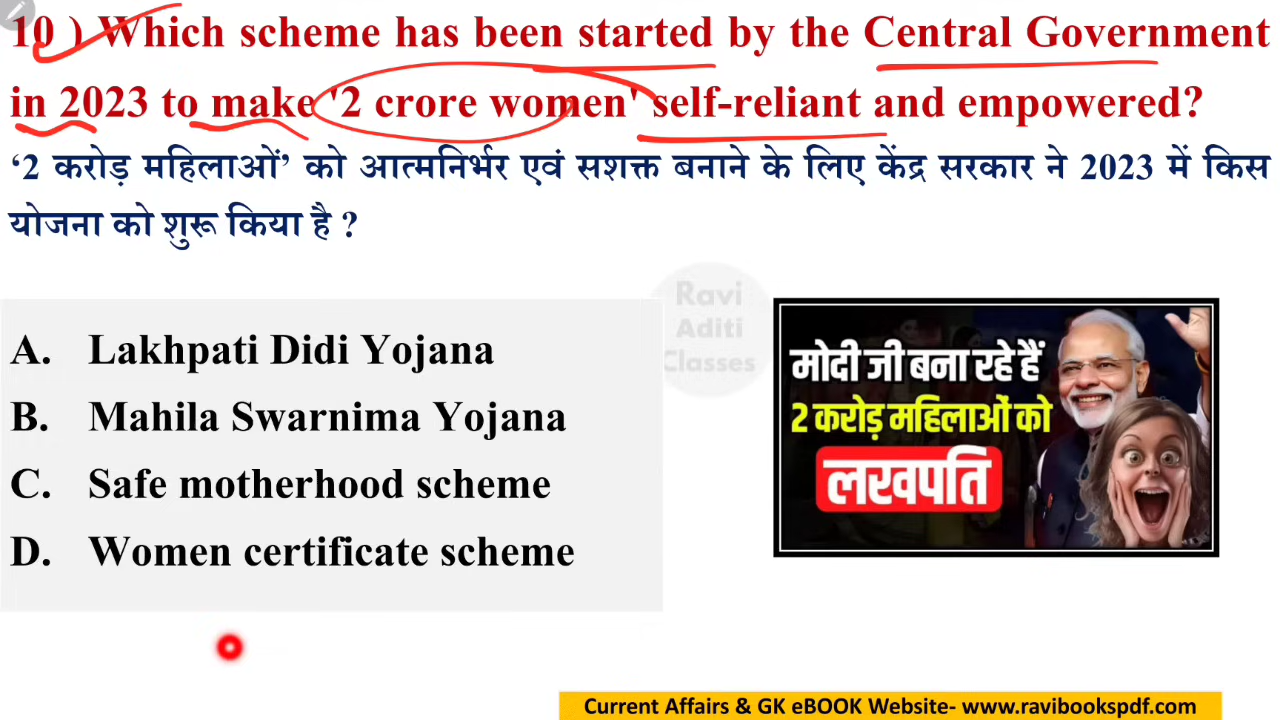 10 ) Which scheme has been started by the Central Government
in 2023 to make '2 crore women' self-reliant and empowered?
‘2 करोड़ महिलाओं’ को आत्मनिर्भर एवं सशक्त बनाने के लिए केंद्र सरकार ने 2023 में किस
योजना को शुरू किया है ?
A. Lakhpati Didi Yojana
B. Mahila Swarnima Yojana
C. Safe motherhood scheme
D. Women certificate scheme
Ravi
Aditi
Classes
मोदी जी बना रहे हैं
2 करोड़ महिलाओं को
लखपति
Current Affairs & GK eBOOK Website- www.ravibookspdf.com